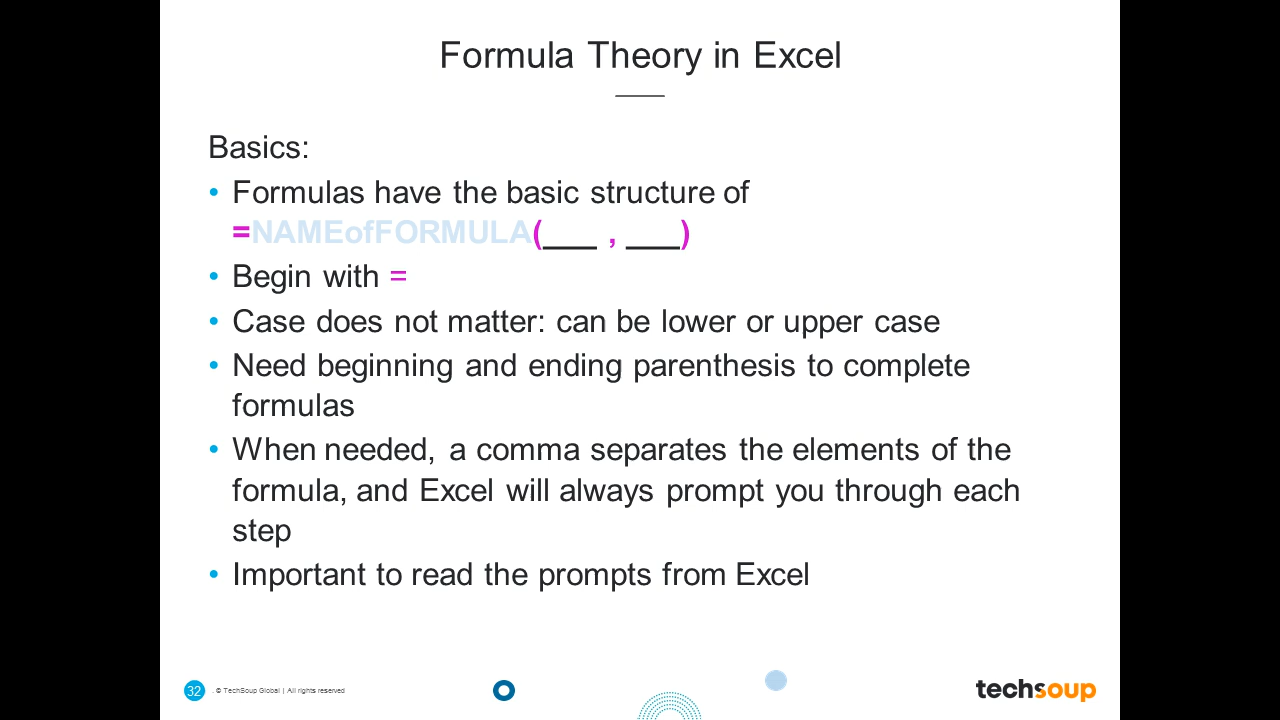 Formula Theory in Excel
Basics:
• Formulas have the basic structure of
=NAMEofFORMULA(___ , ___)
• Begin with =
• Case does not matter: can be lower or upper case
• Need beginning and ending parenthesis to complete
formulas
• When needed, a comma separates the elements of the
formula, and Excel will always prompt you through each
step
• Important to read the prompts from Excel
32 . © TechSoup Global | All rights reserved
techsoup